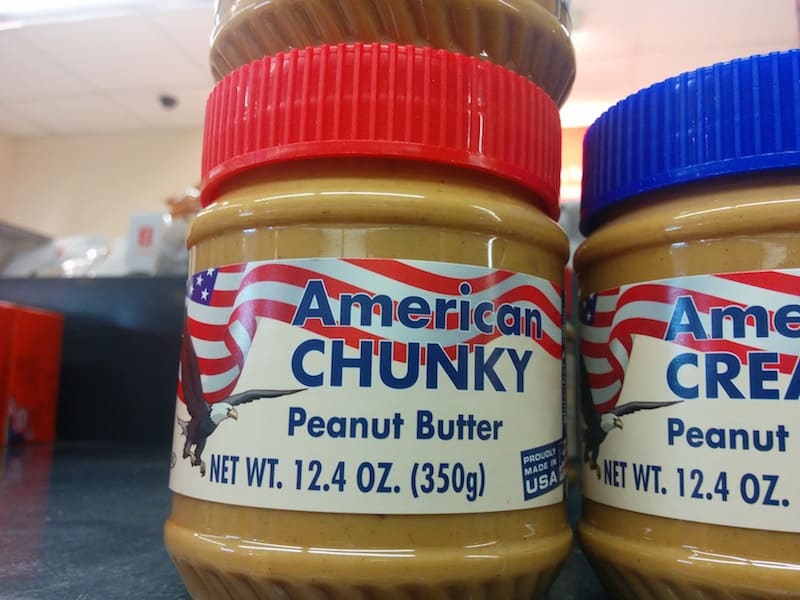 American
CHUNKY
Peanut Butter
NET WT. 12.4 OZ. (350g)
PROUDLY
MADE IN
USA
Ame
CREA
Peanut
NET WT. 12.4 OZ.